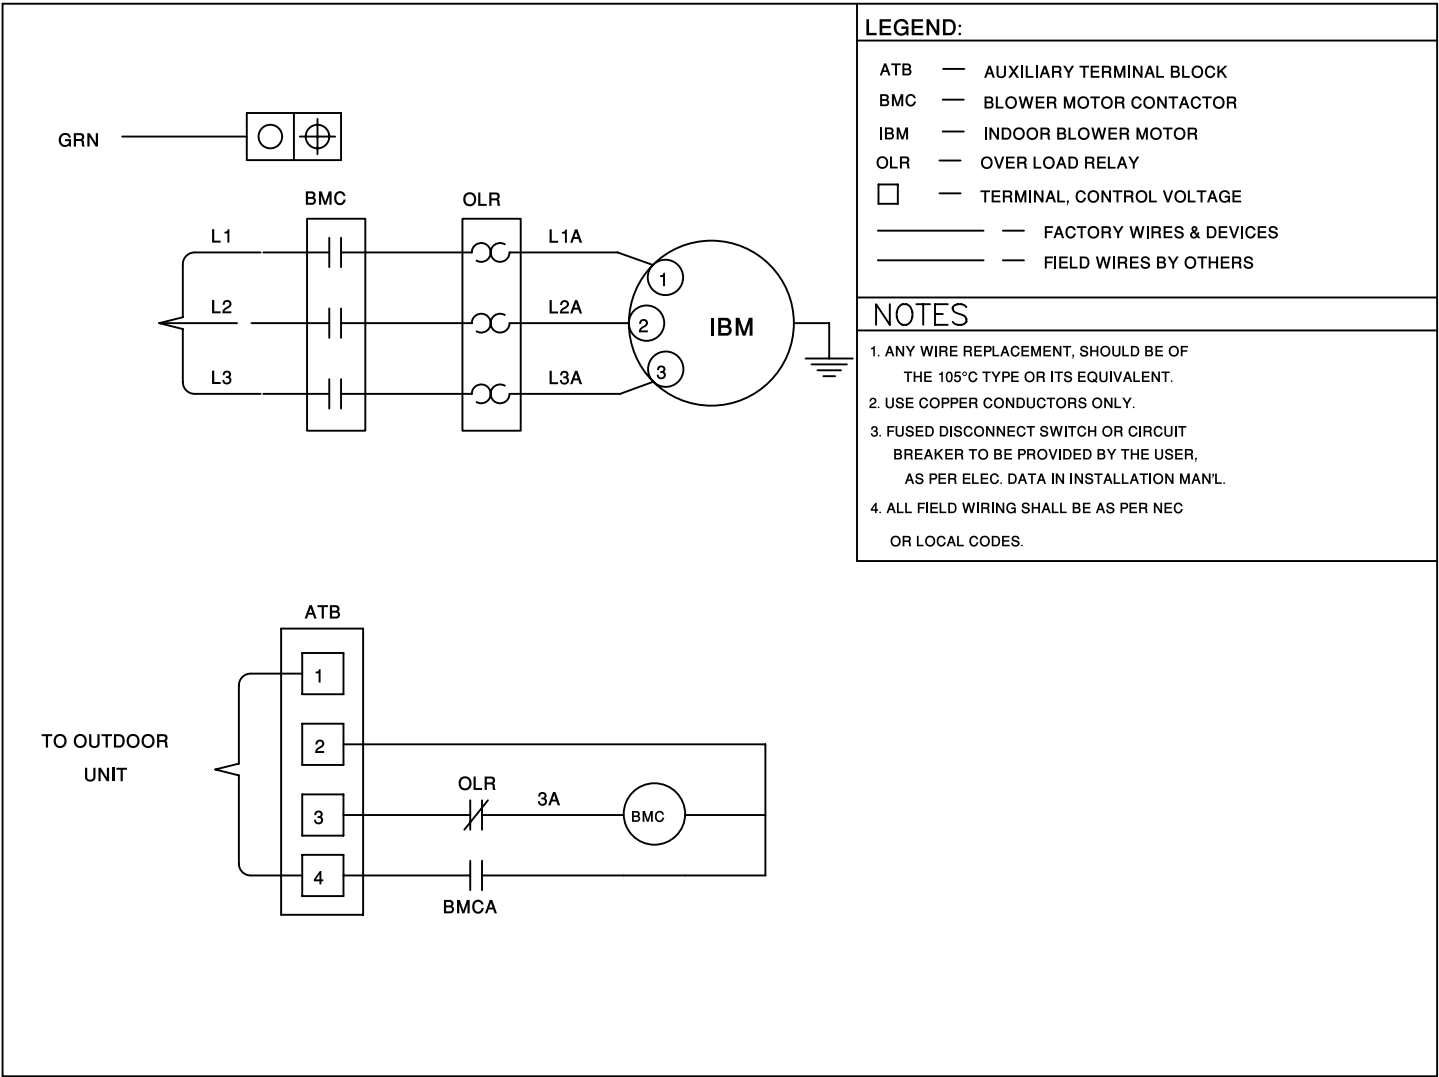 LEGEND:
ATB — AUXILIARY TERMINAL BLOCK
BMC — BLOWER MOTOR CONTACTOR
IBM — INDOOR BLOWER MOTOR
OLR — OVER LOAD RELAY
— TERMINAL, CONTROL VOLTAGE
— FACTORY WIRES & DEVICES
— FIELD WIRES BY OTHERS
NOTES
1. ANY WIRE REPLACEMENT, SHOULD BE OF
THE 105°C TYPE OR ITS EQUIVALENT.
2. USE COPPER CONDUCTORS ONLY.
3. FUSED DISCONNECT SWITCH OR CIRCUIT
BREAKER TO BE PROVIDED BY THE USER,
AS PER ELEC. DATA IN INSTALLATION MAN'L.
4. ALL FIELD WIRING SHALL BE AS PER NEC
OR LOCAL CODES.
GRN
BMC
OLR
L1
L1A
1
L2
L2A
2
IBM
L3
L3A
3
ATB
1
TO OUTDOOR
UNIT
2
OLR
3A
3
BMC
4
BMCA